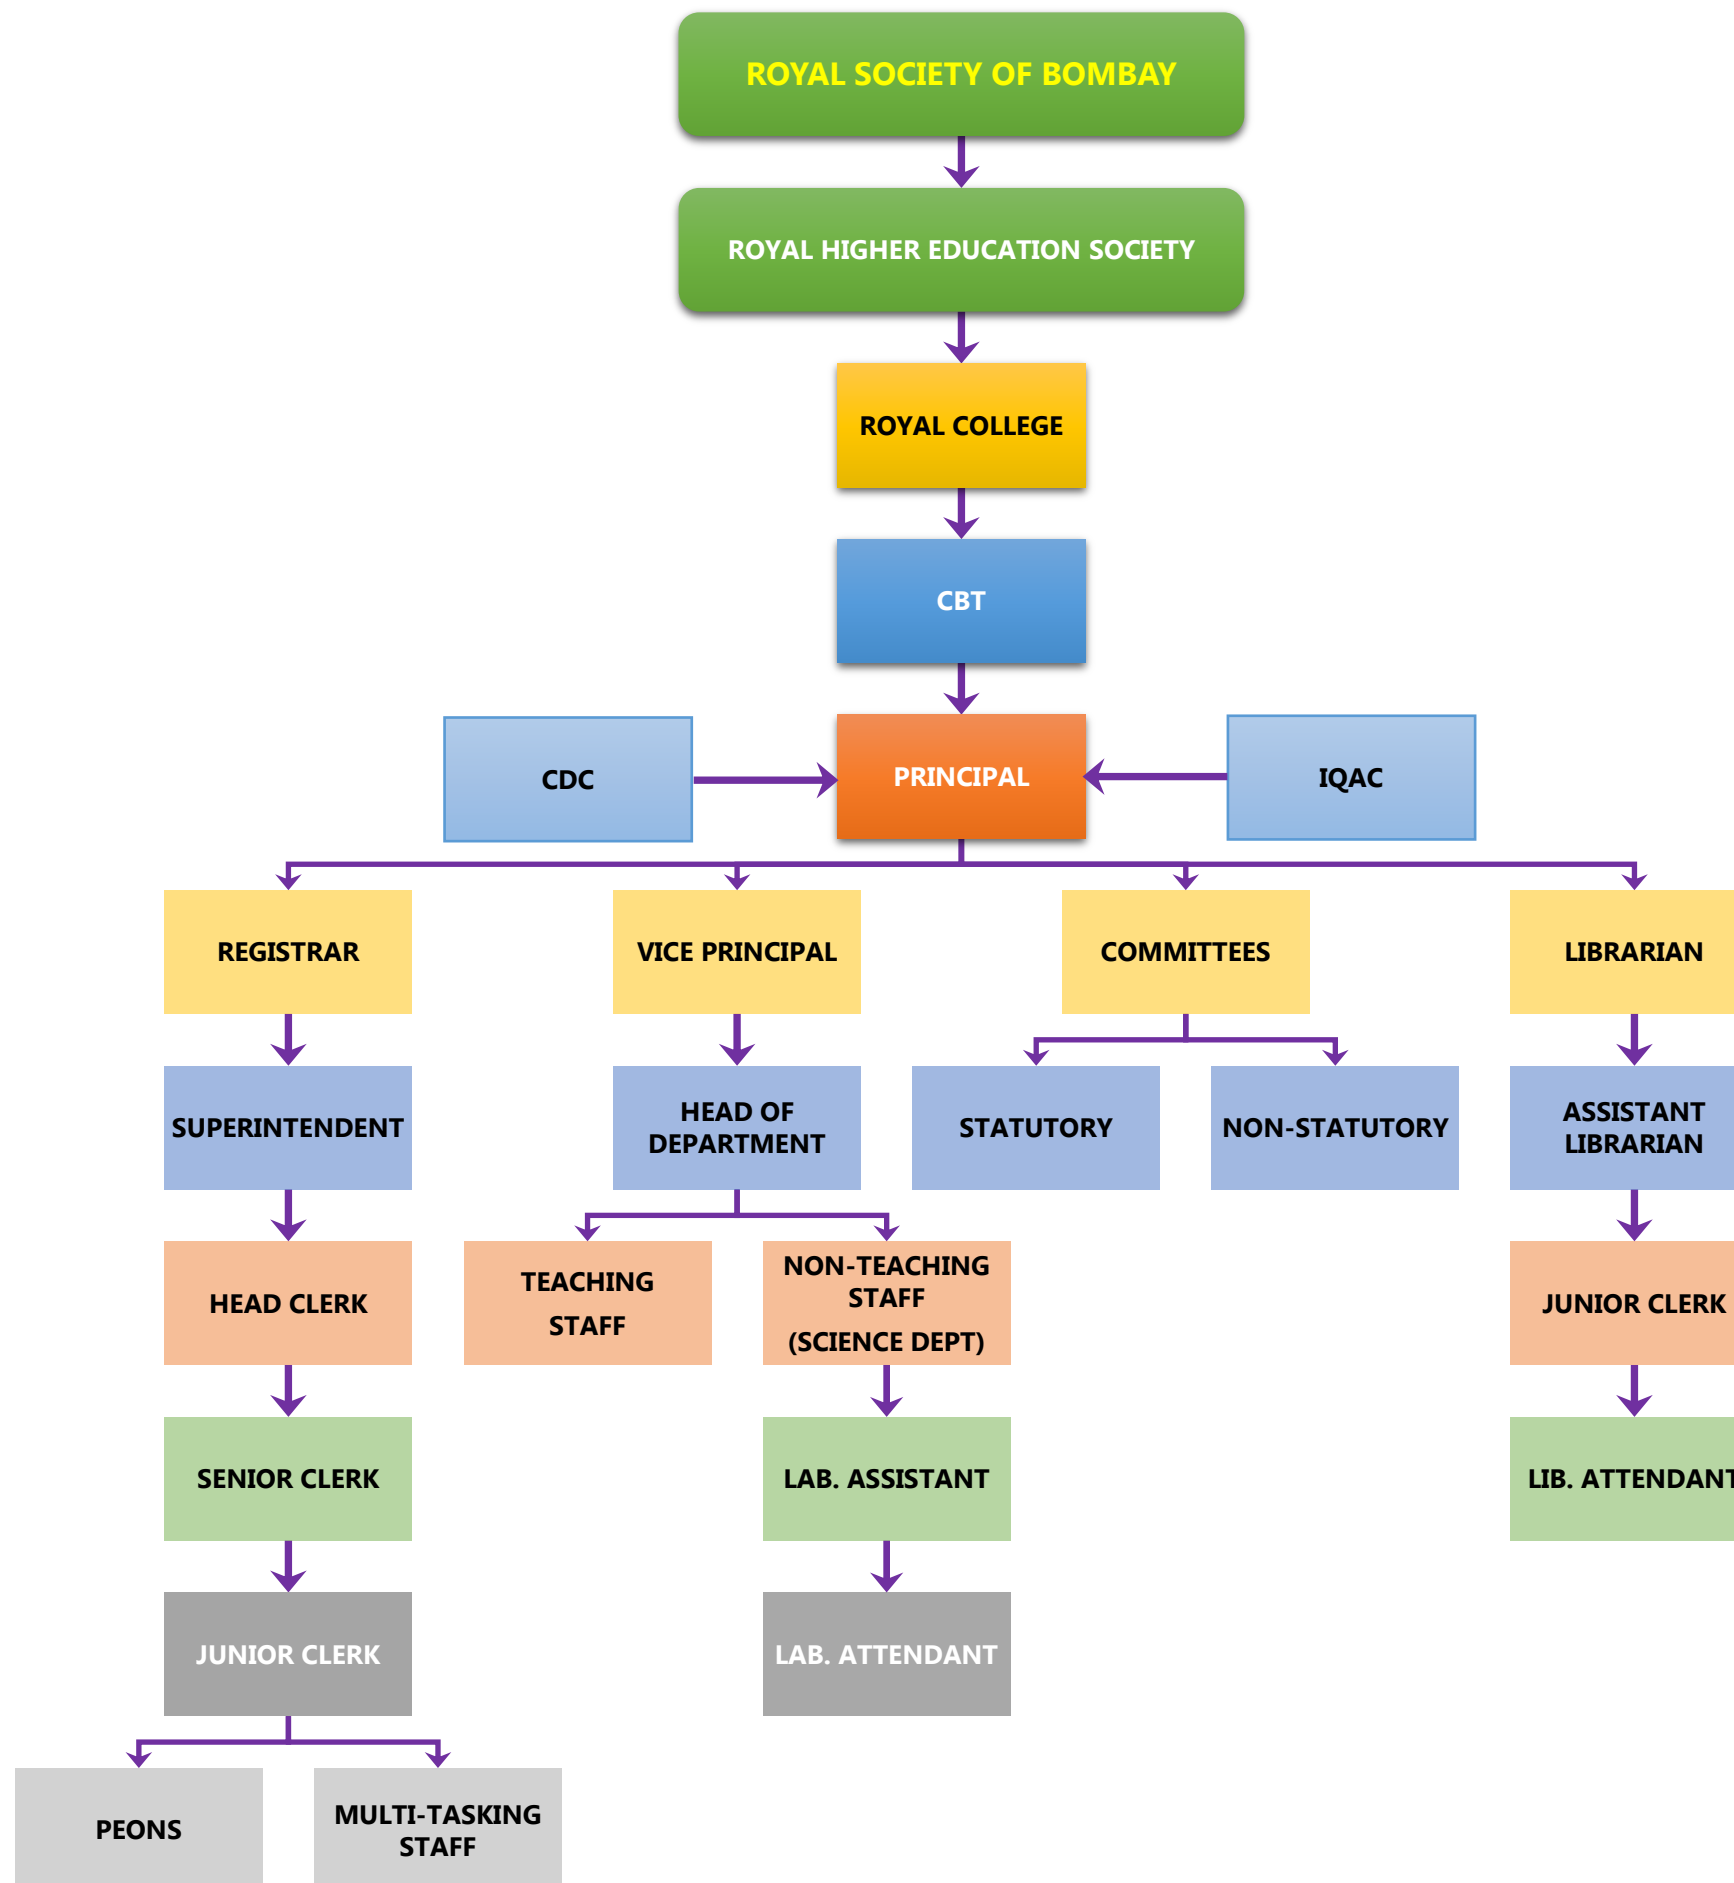 ROYAL SOCIETY OF BOMBAY
ROYAL HIGHER EDUCATION SOCIETY
ROYAL COLLEGE
CBT
CDC
PRINCIPAL
IQAC
REGISTRAR
VICE PRINCIPAL
COMMITTEES
LIBRARIAN
SUPERINTENDENT
HEAD OF
DEPARTMENT
STATUTORY
NON-STATUTORY
ASSISTANT
LIBRARIAN
HEAD CLERK
TEACHING
STAFF
NON-TEACHING
STAFF
(SCIENCE DEPT)
JUNIOR CLERK
SENIOR CLERK
LAB. ASSISTANT
LIB. ATTENDANT
JUNIOR CLERK
LAB. ATTENDANT
PEONS
MULTI-TASKING
STAFF